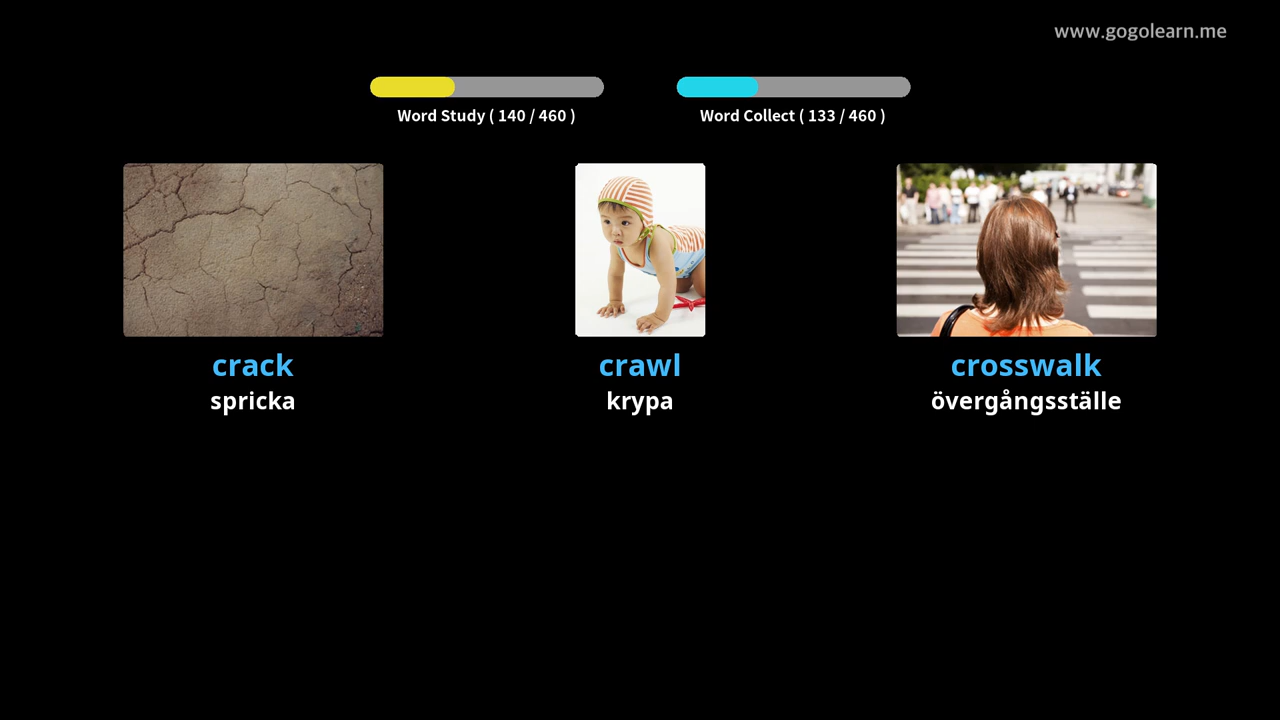 www.gogolearn.me
Word Study ( 140 / 460 )
Word Collect ( 133 / 460 )
crack
spricka
crawl
krypa
crosswalk
övergångsställe